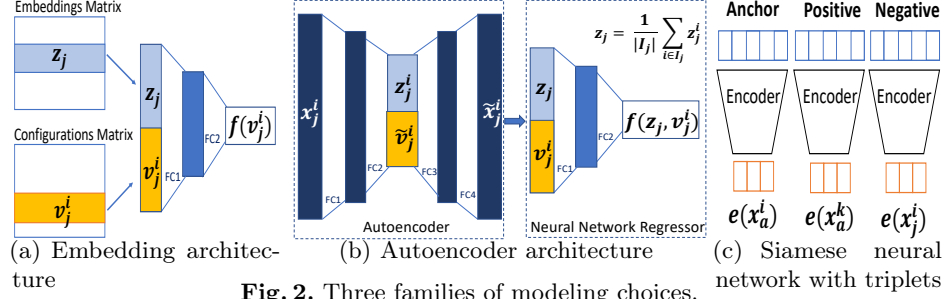 Embeddings Matrix
z_j
Configurations Matrix
v_j^i
z_j
v_j^i
FC1
FC2
f(v_j^i)
(a) Embedding architec-
ture
x_j^i
FC1
FC2
z_j^i
ṽ_j^i
FC3
FC4
x̃_j^i
Autoencoder
z_j = 1/|I_j| ∑_{i∈I_j} z_j^i
z_j
v_j^i
FC1
FC2
f(z_j, v_j^i)
Neural Network Regressor
(b) Autoencoder architecture
Anchor Positive Negative
Encoder Encoder Encoder
e(x_a^i) e(x_a^k) e(x_j^i)
(c) Siamese neural
network with triplets
Fig. 2. Three families of modeling choices.